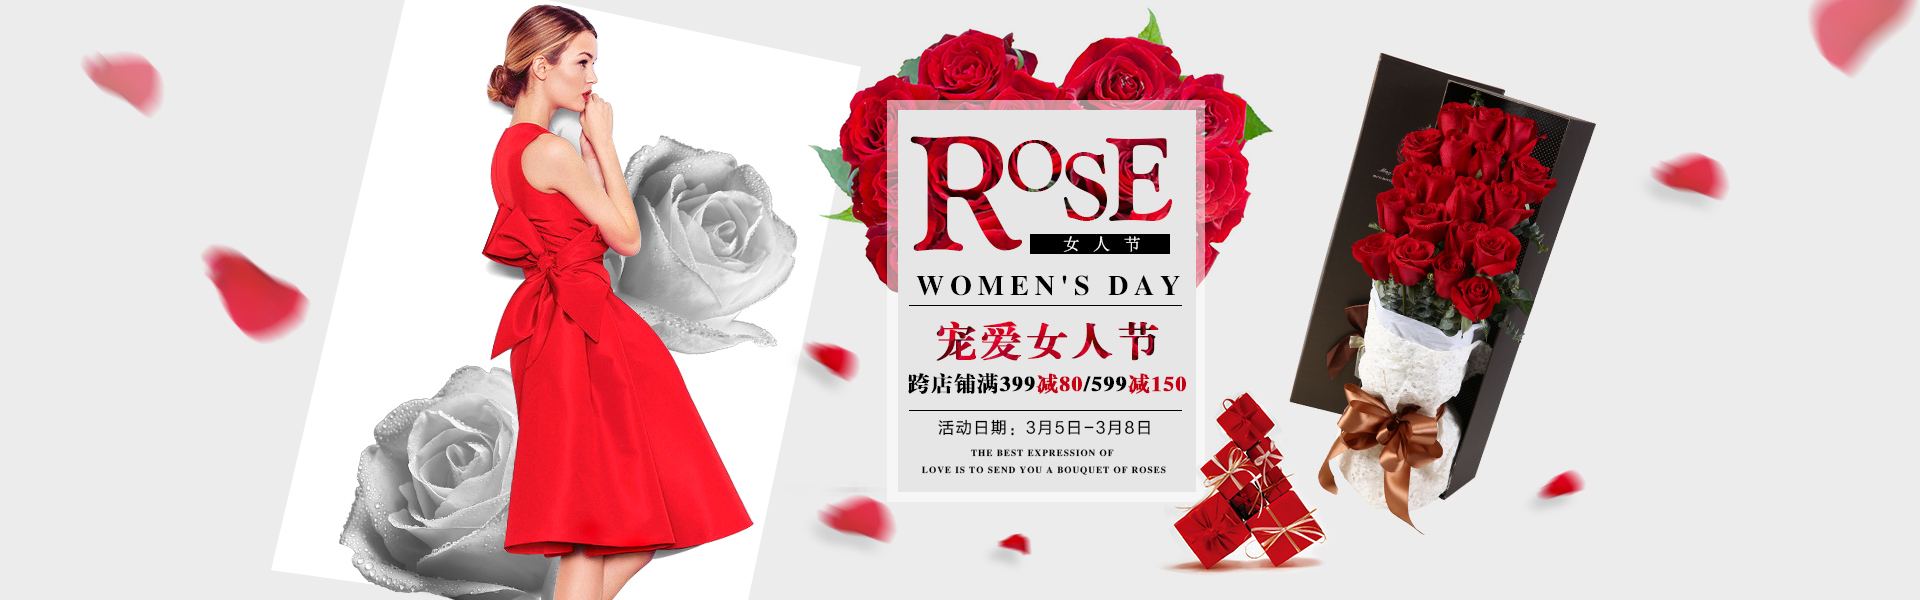 ROSE
女人节
WOMEN'S DAY
宠爱女人节
跨店铺满399减80/599减150
活动日期：3月5日-3月8日
THE BEST EXPRESSION OF
LOVE IS TO SEND YOU A BOUQUET OF ROSES